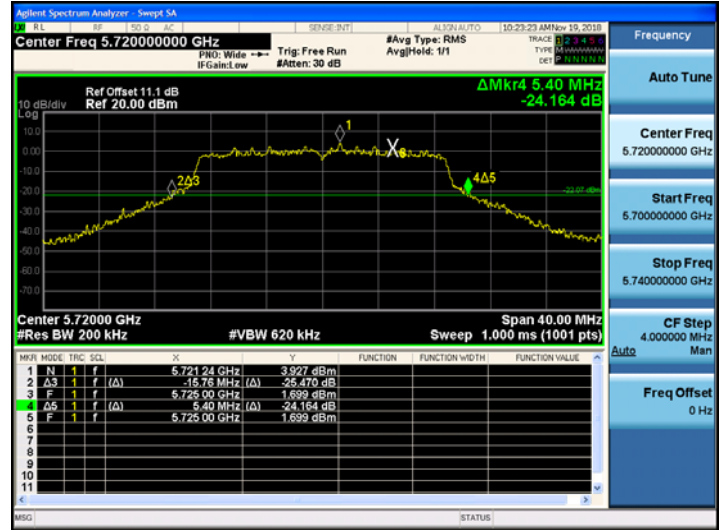 Agilent Spectrum Analyzer - Swept SA
RL RF 50 Ω AC SENSE:INT ALIGN AUTO 10:23:23 AM Nov 19, 2018
Center Freq 5.720000000 GHz
PNO: Wide
IFGain:Low
Trig: Free Run
#Atten: 30 dB
#Avg Type: RMS
Avg|Hold: 1/1
TRACE 1 2 3 4 5 6
TYPE M
DET P N N N N N
Ref Offset 11.1 dB
10 dB/div Ref 20.00 dBm
Log
ΔMkr4 5.40 MHz
-24.164 dB
10.0
0.00
-10.0
-20.0
-30.0
-40.0
-50.0
-60.0
-70.0
1
2Δ3
4Δ5
-22.07 dBm
Center 5.72000 GHz Span 40.00 MHz
#Res BW 200 kHz #VBW 620 kHz Sweep 1.000 ms (1001 pts)
MKR MODE TRC SCL X Y FUNCTION FUNCTION WIDTH FUNCTION VALUE
1 N 1 f 5.721 24 GHz 3.927 dBm
2 Δ3 1 f (Δ) -15.76 MHz (Δ) -25.470 dB
3 F 1 f 5.725 00 GHz 1.699 dBm
4 Δ5 1 f (Δ) 5.40 MHz (Δ) -24.164 dB
5 F 1 f 5.725 00 GHz 1.699 dBm
6
7
8
9
10
11
MSG STATUS
Frequency
Auto Tune
Center Freq
5.720000000 GHz
Start Freq
5.700000000 GHz
Stop Freq
5.740000000 GHz
CF Step
4.000000 MHz
Auto Man
Freq Offset
0 Hz